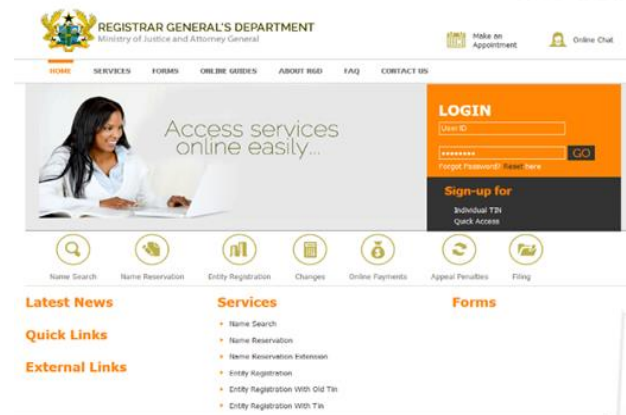 REGISTRAR GENERAL'S DEPARTMENT
Ministry of Justice and Attorney General
Make an
Appointment
Online Chat
HOME SERVICES FORMS ONLINE GUIDES ABOUT RGD FAQ CONTACT US
Access services
online easily...
LOGIN
User ID
GO
Forgot Password? Reset here
Sign-up for
Individual TIN
Quick Access
Name Search Name Reservation Entity Registration Changes Online Payments Appeal Penalties Filing
Latest News
Quick Links
External Links
Services
Name Search
Name Reservation
Name Reservation Extension
Entity Registration
Entity Registration With Old Tin
Entity Registration With Tin
Forms